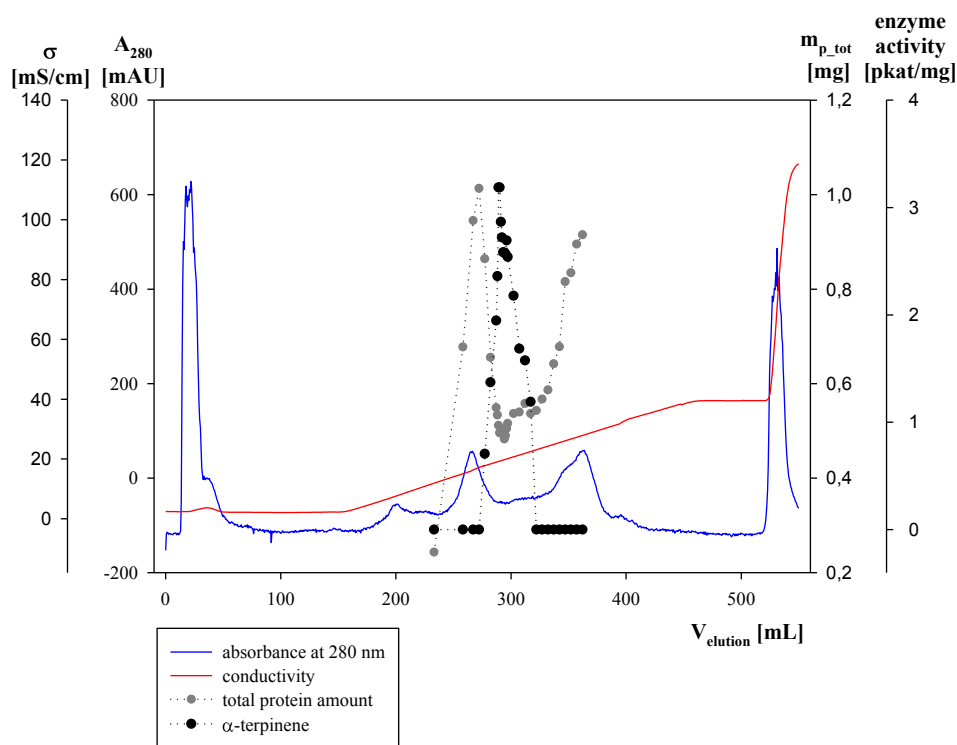 σ
[mS/cm]
A280
[mAU]
mp_tot
[mg]
enzyme
activity
[pkat/mg]
140
120
100
80
60
40
20
0
800
600
400
200
0
-200
1,2
1,0
0,8
0,6
0,4
0,2
4
3
2
1
0
0 100 200 300 400 500
Velution [mL]
absorbance at 280 nm
conductivity
total protein amount
α-terpinene